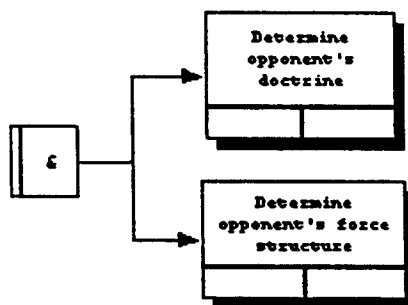 Determine
opponent's
doctrine
&
Determine
opponent's force
structure